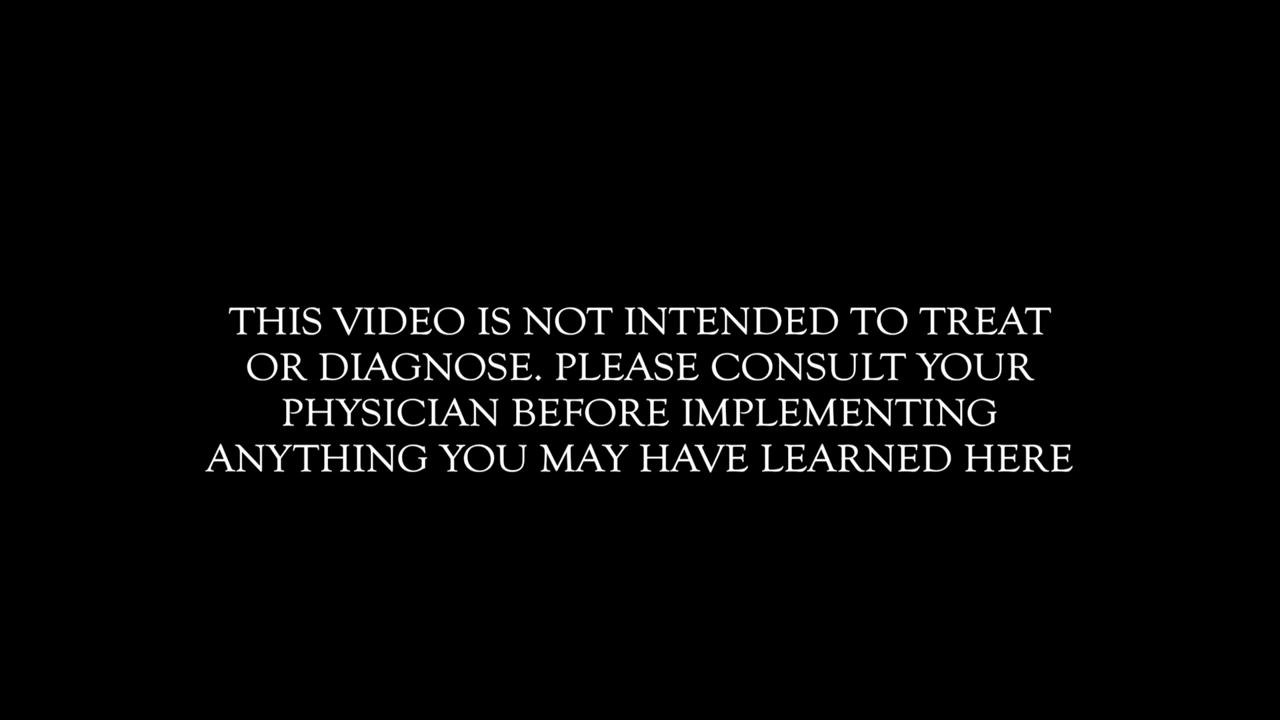 THIS VIDEO IS NOT INTENDED TO TREAT
OR DIAGNOSE. PLEASE CONSULT YOUR
PHYSICIAN BEFORE IMPLEMENTING
ANYTHING YOU MAY HAVE LEARNED HERE